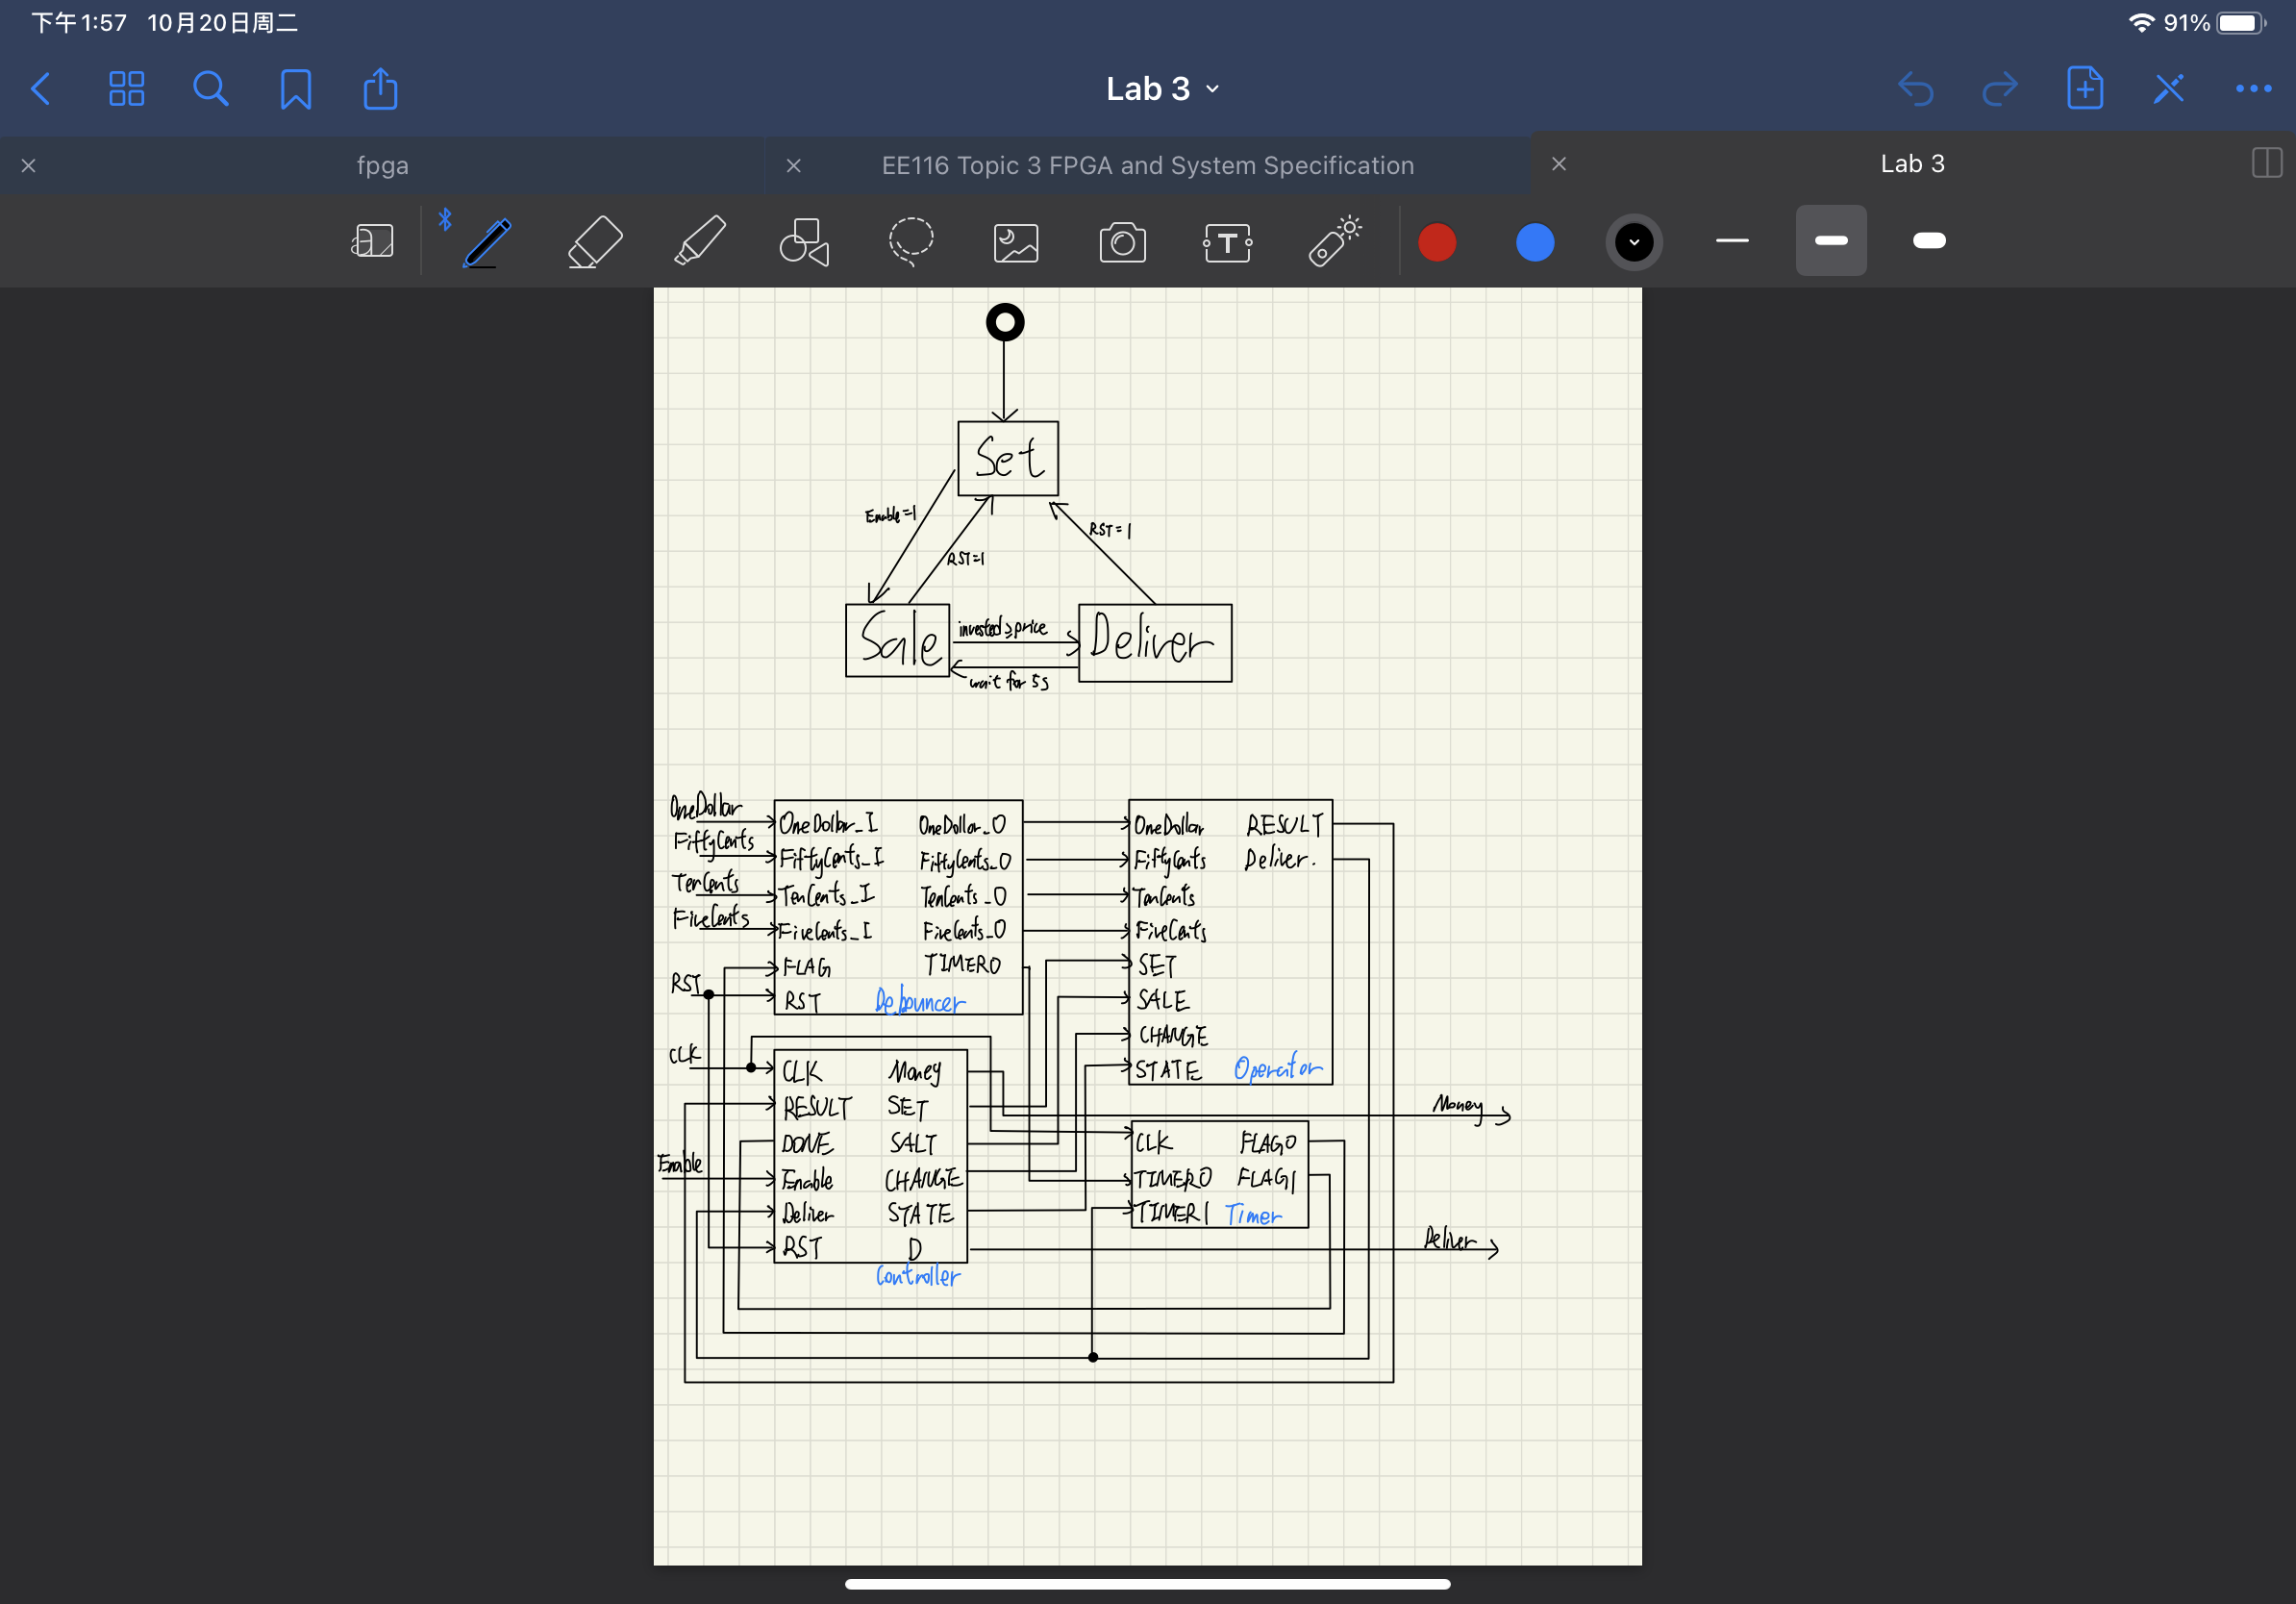 下午1:57 10月20日周二
91%
Lab 3
fpga
EE116 Topic 3 FPGA and System Specification
Lab 3
T
Set
Enable=1
RST=1
RST=1
Sale
invested≥price
Deliver
wait for 5s
OneDollar
OneDollar_I OneDollar_O
OneDollar RESULT
FiftyCents
FiftyCents_I FiftyCents_O
FiftyCents Deliver.
TenCents
TenCents_I TenCents_O
TenCents
FiveCents
FiveCents_I FiveCents_O
FiveCents
FLAG TIMER0
SET
RST
RST Debouncer
SALE
CHANGE
STATE Operator
CLK
CLK Money
RESULT SET
Money
DONE SALT
CLK FLAG0
Enable
Enable CHANGE
TIMER0 FLAG1
Deliver STATE
TIMER1 Timer
RST D
Deliver
Controller